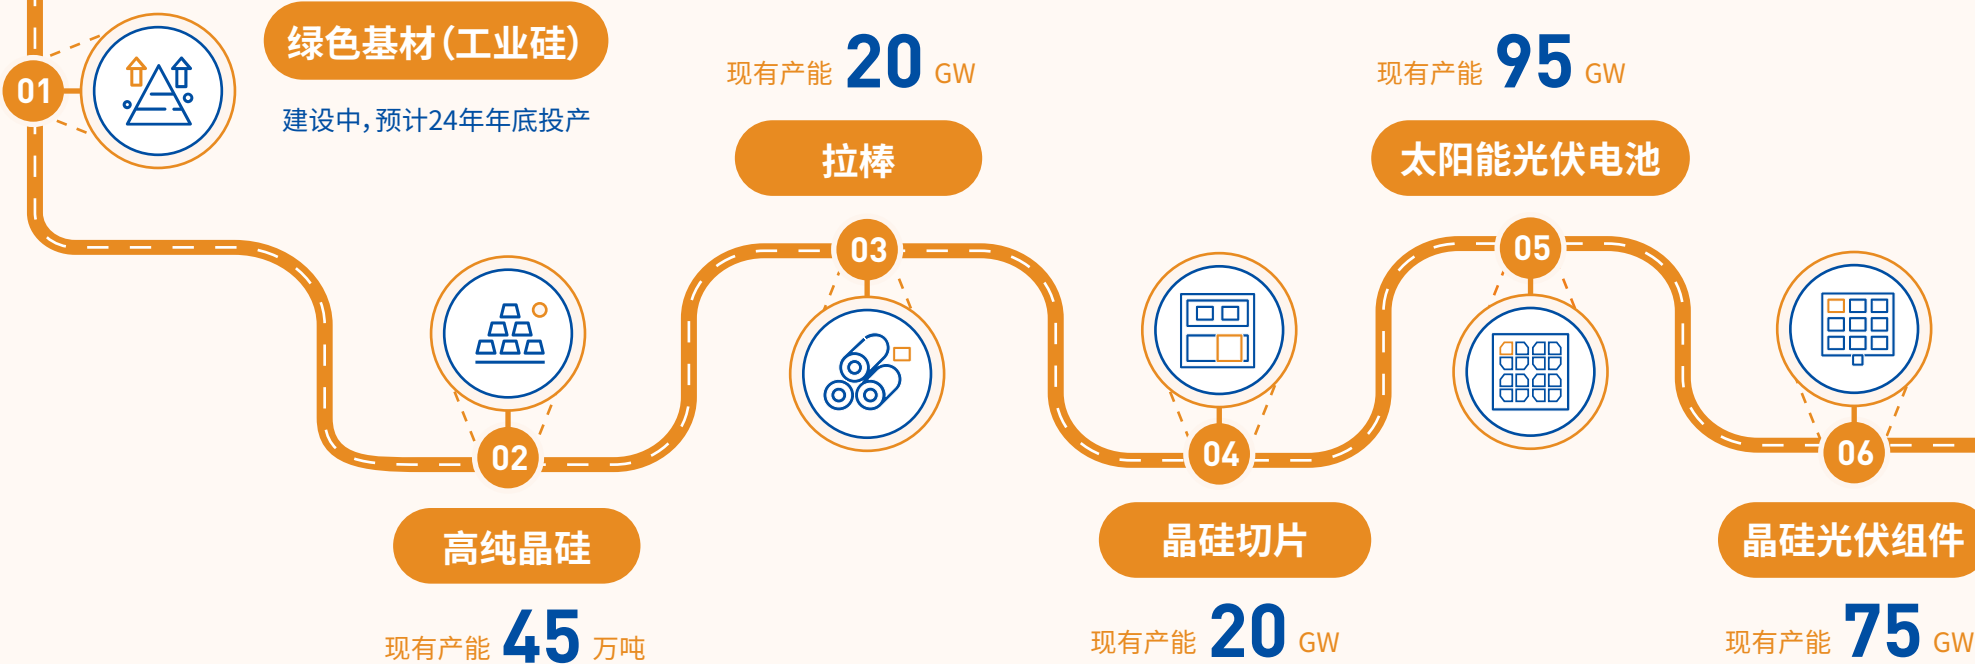 01
绿色基材(工业硅)
建设中,预计24年年底投产
02
高纯晶硅
现有产能 45 万吨
现有产能 20 GW
拉棒
03
04
晶硅切片
现有产能 20 GW
现有产能 95 GW
太阳能光伏电池
05
06
晶硅光伏组件
现有产能 75 GW